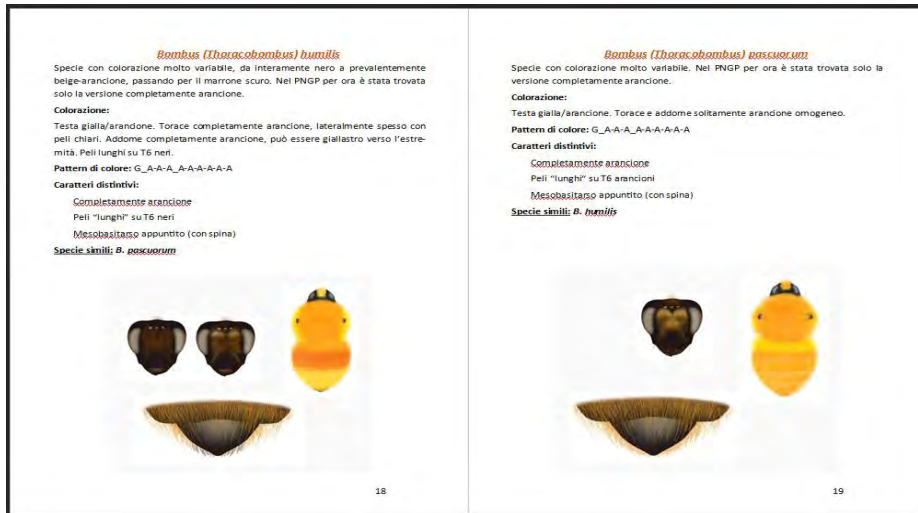 Bombus (Thoracobombus) humilis
Specie con colorazione molto variabile, da interamente nero a prevalentemente
beige-arancione, passando per il marrone scuro. Nel PNGP per ora è stata trovata
solo la versione completamente arancione.
Colorazione:
Testa gialla/arancione. Torace completamente arancione, lateralmente spesso con
peli chiari. Addome completamente arancione, può essere giallastro verso l'estre-
mità. Peli lunghi su T6 neri.
Pattern di colore: G_A-A-A_A-A-A-A-A-A
Caratteri distintivi:
Completamente arancione
Peli "lunghi" su T6 neri
Mesobasitarso appuntito (con spina)
Specie simili: B. pascuorum
18
Bombus (Thoracobombus) pascuorum
Specie con colorazione molto variabile. Nel PNGP per ora è stata trovata solo la
versione completamente arancione.
Colorazione:
Testa gialla/arancione. Torace e addome solitamente arancione omogeneo.
Pattern di colore: G_A-A-A_A-A-A-A-A-A
Caratteri distintivi:
Completamente arancione
Peli "lunghi" su T6 arancioni
Mesobasitarso appuntito (con spina)
Specie simili: B. humilis
19